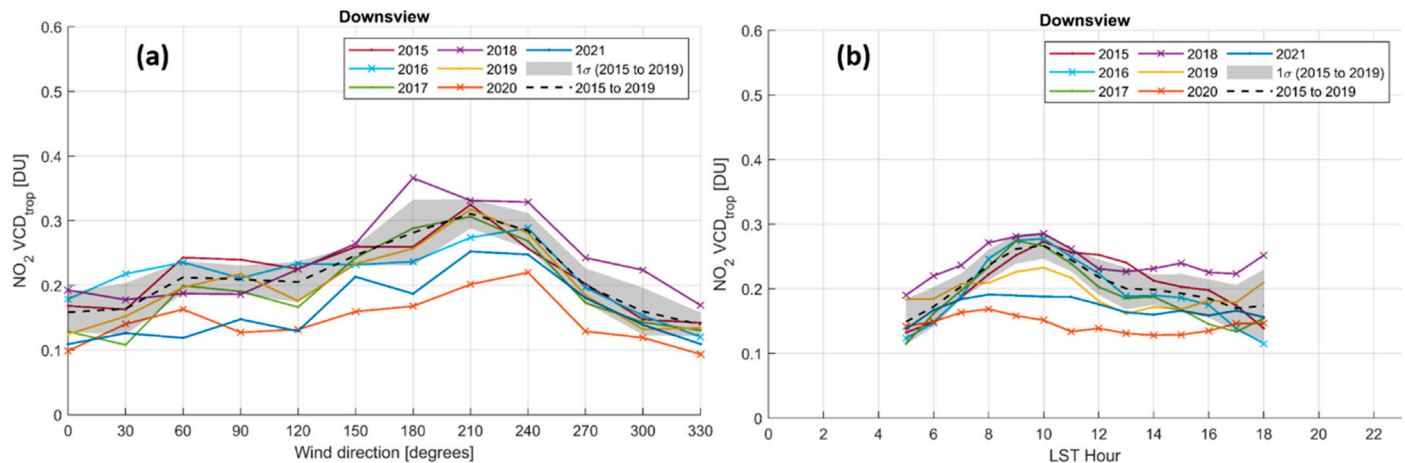 Downsview
(a)
2015
2018
2021
2016
2019
1σ (2015 to 2019)
2017
2020
2015 to 2019
NO2 VCDtrop [DU]
0.6
0.5
0.4
0.3
0.2
0.1
0
0 30 60 90 120 150 180 210 240 270 300 330
Wind direction [degrees]
Downsview
(b)
2015
2018
2021
2016
2019
1σ (2015 to 2019)
2017
2020
2015 to 2019
NO2 VCDtrop [DU]
0.6
0.5
0.4
0.3
0.2
0.1
0
0 2 4 6 8 10 12 14 16 18 20 22
LST Hour